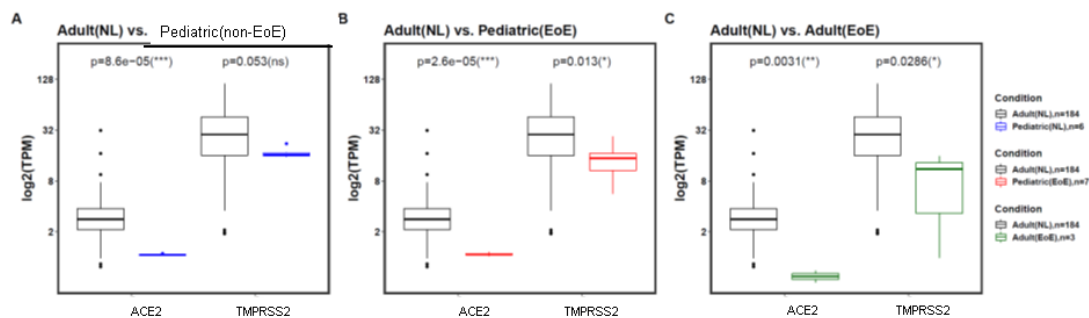 A
Adult(NL) vs. Pediatric(non-EoE)
p=8.6e-05(***) p=0.053(ns)
log2(TPM)
128
32
8
2
ACE2 TMPRSS2
B
Adult(NL) vs. Pediatric(EoE)
p=2.6e-05(***) p=0.013(*)
log2(TPM)
128
32
8
2
ACE2 TMPRSS2
C
Adult(NL) vs. Adult(EoE)
p=0.0031(**) p=0.0286(*)
log2(TPM)
128
32
8
2
ACE2 TMPRSS2
Condition
Adult(NL),n=184
Pediatric(NL),n=6
Condition
Adult(NL),n=184
Pediatric(EoE),n=7
Condition
Adult(NL),n=184
Adult(EoE),n=3